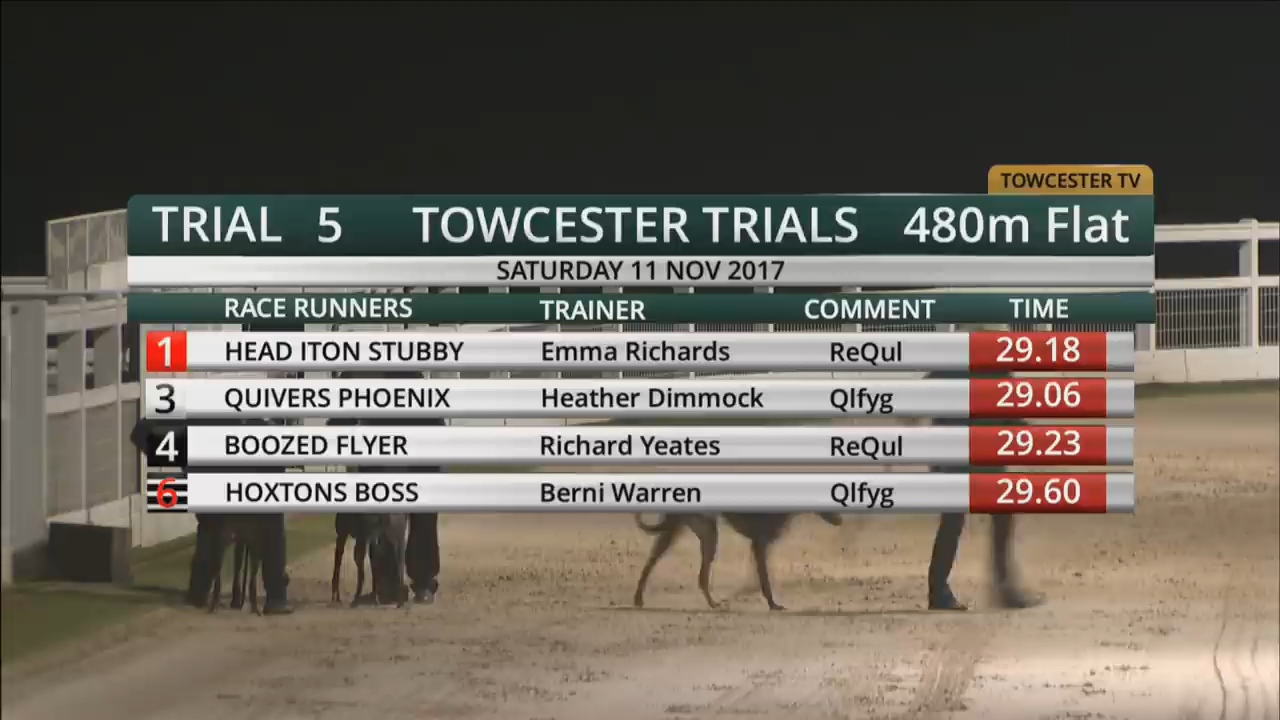 TOWCESTER TV
TRIAL 5 TOWCESTER TRIALS 480m Flat
SATURDAY 11 NOV 2017
RACE RUNNERS TRAINER COMMENT TIME
1 HEAD ITON STUBBY Emma Richards ReQul 29.18
3 QUIVERS PHOENIX Heather Dimmock Qlfyg 29.06
4 BOOZED FLYER Richard Yeates ReQul 29.23
6 HOXTONS BOSS Berni Warren Qlfyg 29.60